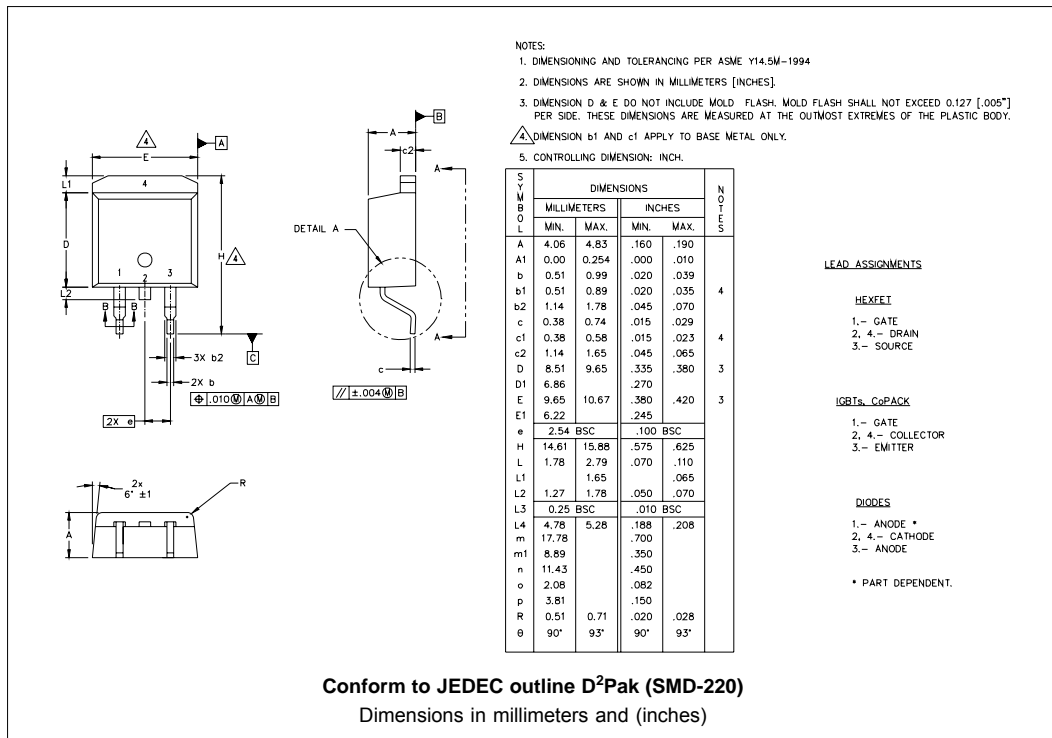 NOTES:
1. DIMENSIONING AND TOLERANCING PER ASME Y14.5M-1994
2. DIMENSIONS ARE SHOWN IN MILLIMETERS [INCHES].
3. DIMENSION D & E DO NOT INCLUDE MOLD FLASH. MOLD FLASH SHALL NOT EXCEED 0.127 [.005"]
PER SIDE. THESE DIMENSIONS ARE MEASURED AT THE OUTMOST EXTREMES OF THE PLASTIC BODY.
4. DIMENSION b1 AND c1 APPLY TO BASE METAL ONLY.
5. CONTROLLING DIMENSION: INCH.
4
E
A
L1
4
D
H
4
1
2
3
L2
B
B
C
3X b2
2X b
⌖ .010 Ⓜ A Ⓜ B
2X e
A
B
c2
A
DETAIL A
A
c
// ±.004 Ⓜ B
2x
6° ±1
R
A
SYMBOL DIMENSIONS NOTES
MILLIMETERS INCHES
MIN. MAX. MIN. MAX.
A 4.06 4.83 .160 .190
A1 0.00 0.254 .000 .010
b 0.51 0.99 .020 .039
b1 0.51 0.89 .020 .035 4
b2 1.14 1.78 .045 .070
c 0.38 0.74 .015 .029
c1 0.38 0.58 .015 .023 4
c2 1.14 1.65 .045 .065
D 8.51 9.65 .335 .380 3
D1 6.86 .270
E 9.65 10.67 .380 .420 3
E1 6.22 .245
e 2.54 BSC .100 BSC
H 14.61 15.88 .575 .625
L 1.78 2.79 .070 .110
L1 1.65 .065
L2 1.27 1.78 .050 .070
L3 0.25 BSC .010 BSC
L4 4.78 5.28 .188 .208
m 17.78 .700
m1 8.89 .350
n 11.43 .450
o 2.08 .082
p 3.81 .150
R 0.51 0.71 .020 .028
θ 90° 93° 90° 93°
LEAD ASSIGNMENTS
HEXFET
1.- GATE
2, 4.- DRAIN
3.- SOURCE
IGBTs, CoPACK
1.- GATE
2, 4.- COLLECTOR
3.- EMITTER
DIODES
1.- ANODE *
2, 4.- CATHODE
3.- ANODE
* PART DEPENDENT.
Conform to JEDEC outline D²Pak (SMD-220)
Dimensions in millimeters and (inches)